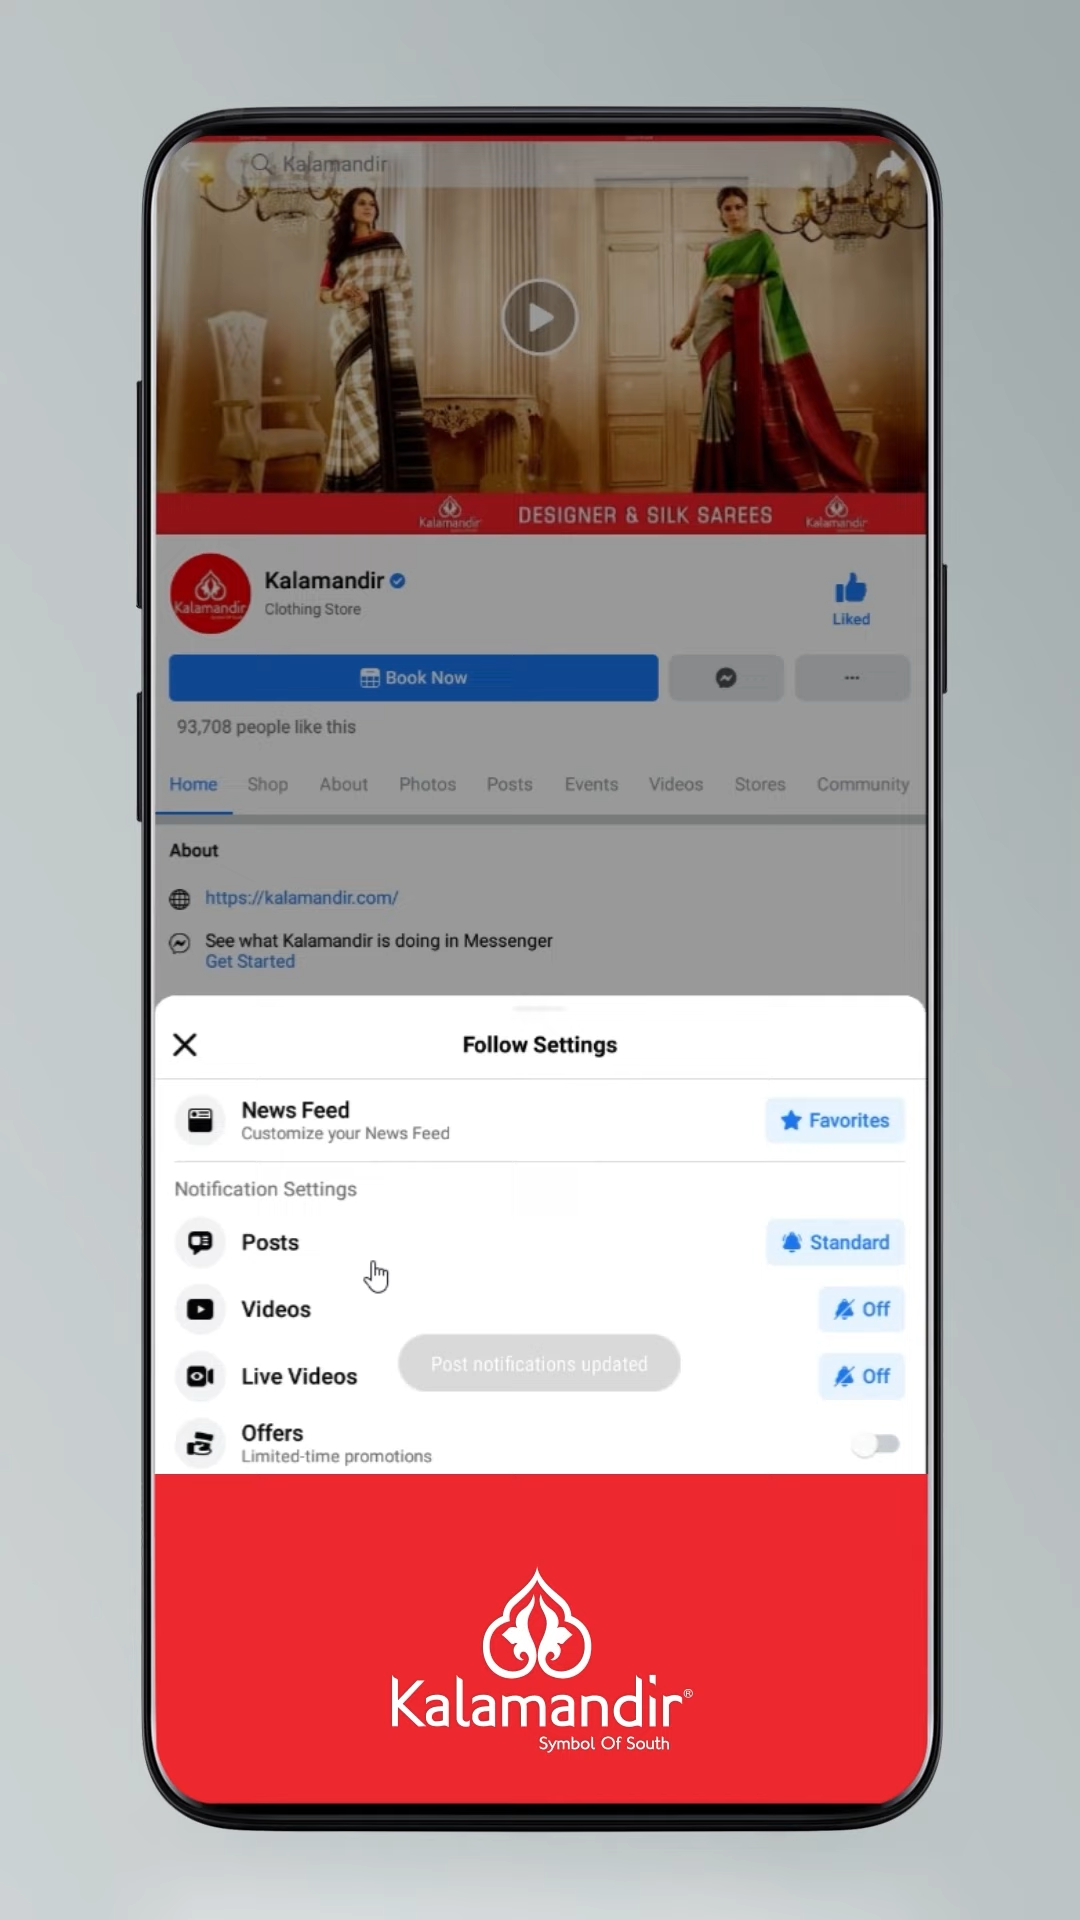 Kalamandir
Kalamandir
DESIGNER & SILK SAREES
Kalamandir
Kalamandir
Kalamandir
Clothing Store
Liked
Book Now
93,708 people like this
Home Shop About Photos Posts Events Videos Stores Community
About
https://kalamandir.com/
See what Kalamandir is doing in Messenger
Get Started
Follow Settings
News Feed
Customize your News Feed
Favorites
Notification Settings
Posts
Standard
Videos
Off
Post notifications updated
Live Videos
Off
Offers
Limited-time promotions
Kalamandir®
Symbol Of South